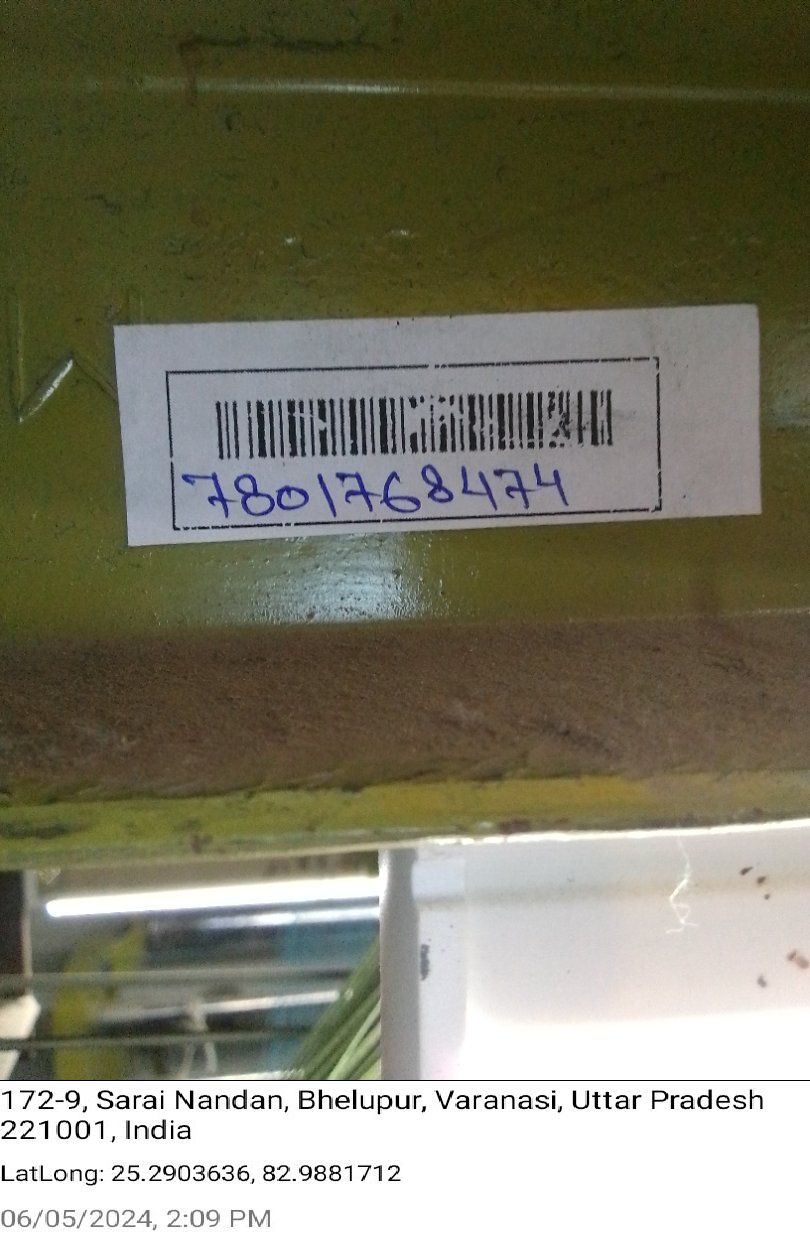 7801768474
172-9, Sarai Nandan, Bhelupur, Varanasi, Uttar Pradesh
221001, India
LatLong: 25.2903636, 82.9881712
06/05/2024, 2:09 PM